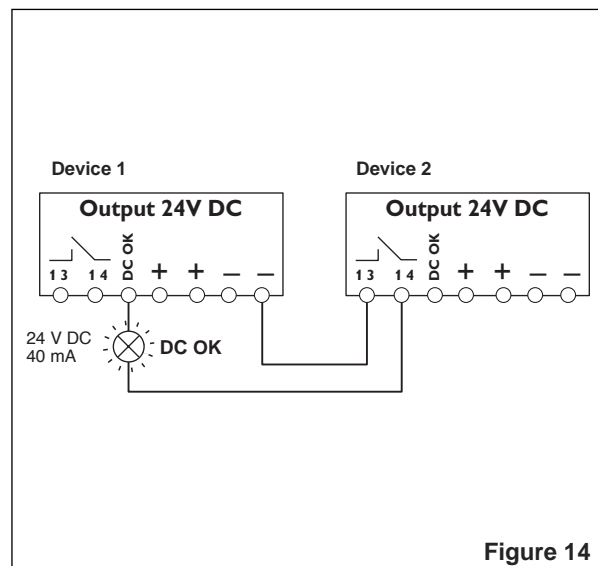 Device 1
Device 2
Output 24V DC
Output 24V DC
13 14 DC OK + + – –
13 14 DC OK + + – –
24 V DC
40 mA
DC OK
Figure 14